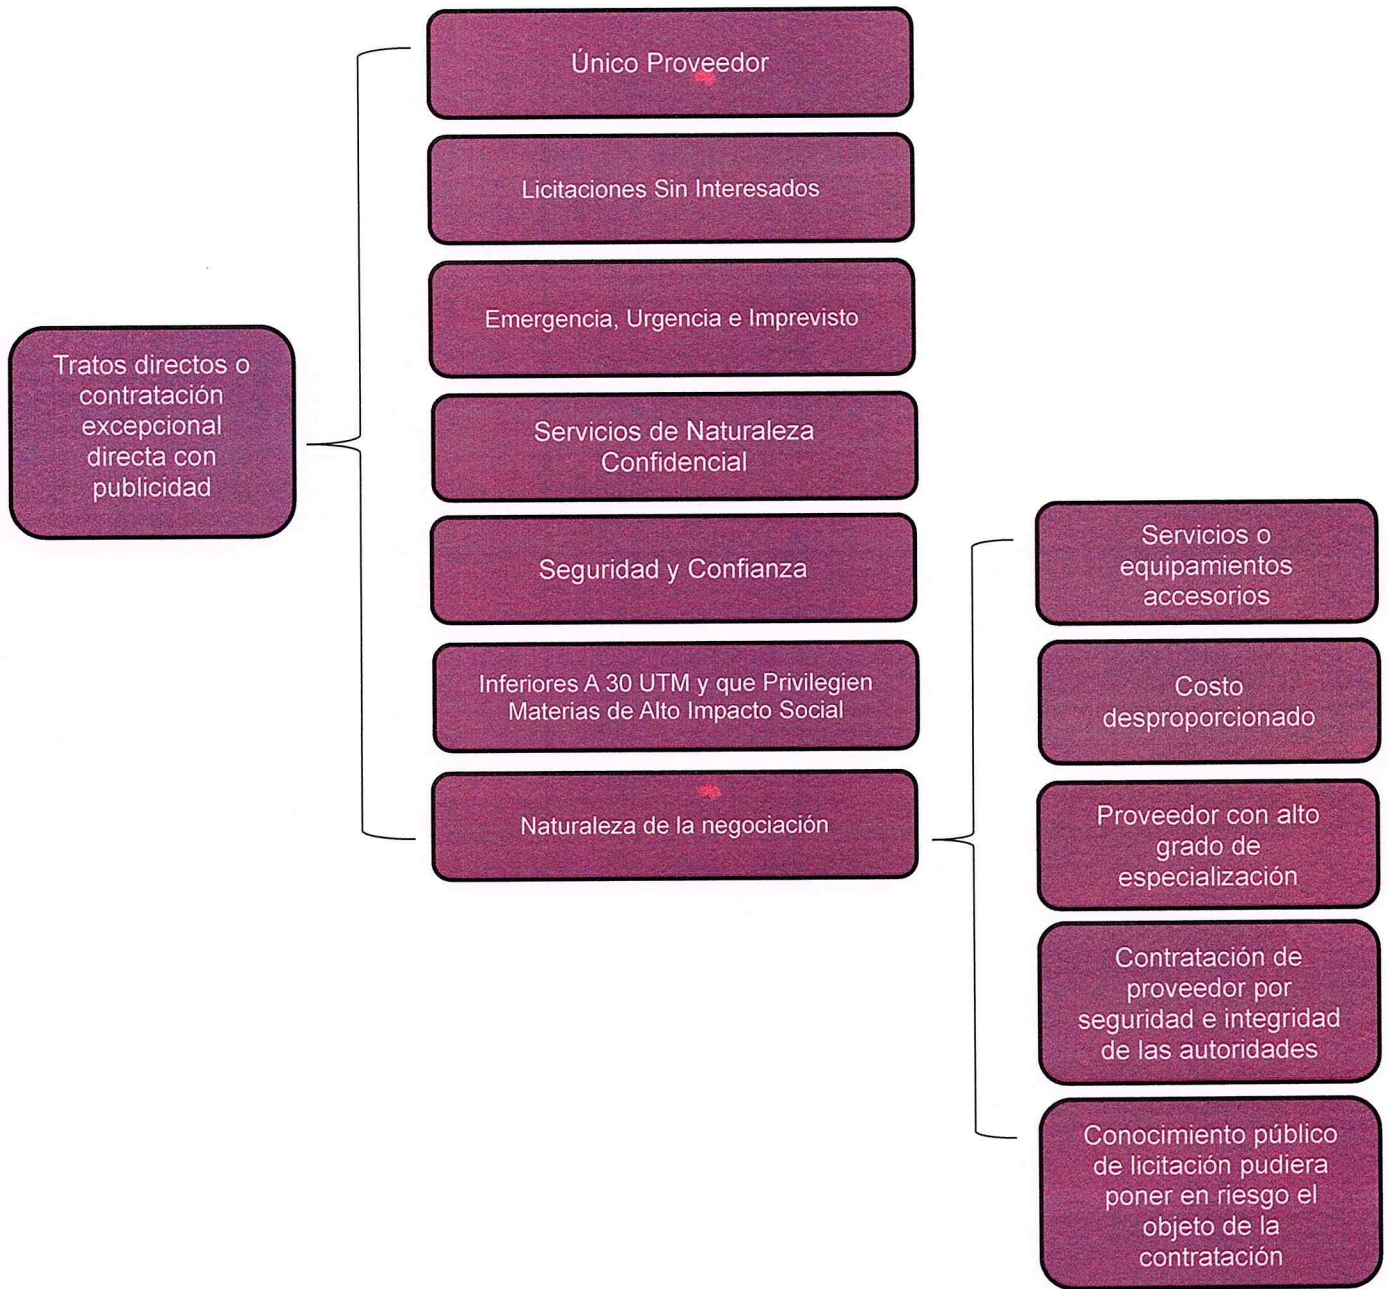 Único Proveedor
Licitaciones Sin Interesados
Emergencia, Urgencia e Imprevisto
Tratos directos o
contratación
excepcional
directa con
publicidad
Servicios de Naturaleza
Confidencial
Seguridad y Confianza
Inferiores A 30 UTM y que Privilegien
Materias de Alto Impacto Social
Naturaleza de la negociación
Servicios o
equipamientos
accesorios
Costo
desproporcionado
Proveedor con alto
grado de
especialización
Contratación de
proveedor por
seguridad e integridad
de las autoridades
Conocimiento público
de licitación pudiera
poner en riesgo el
objeto de la
contratación